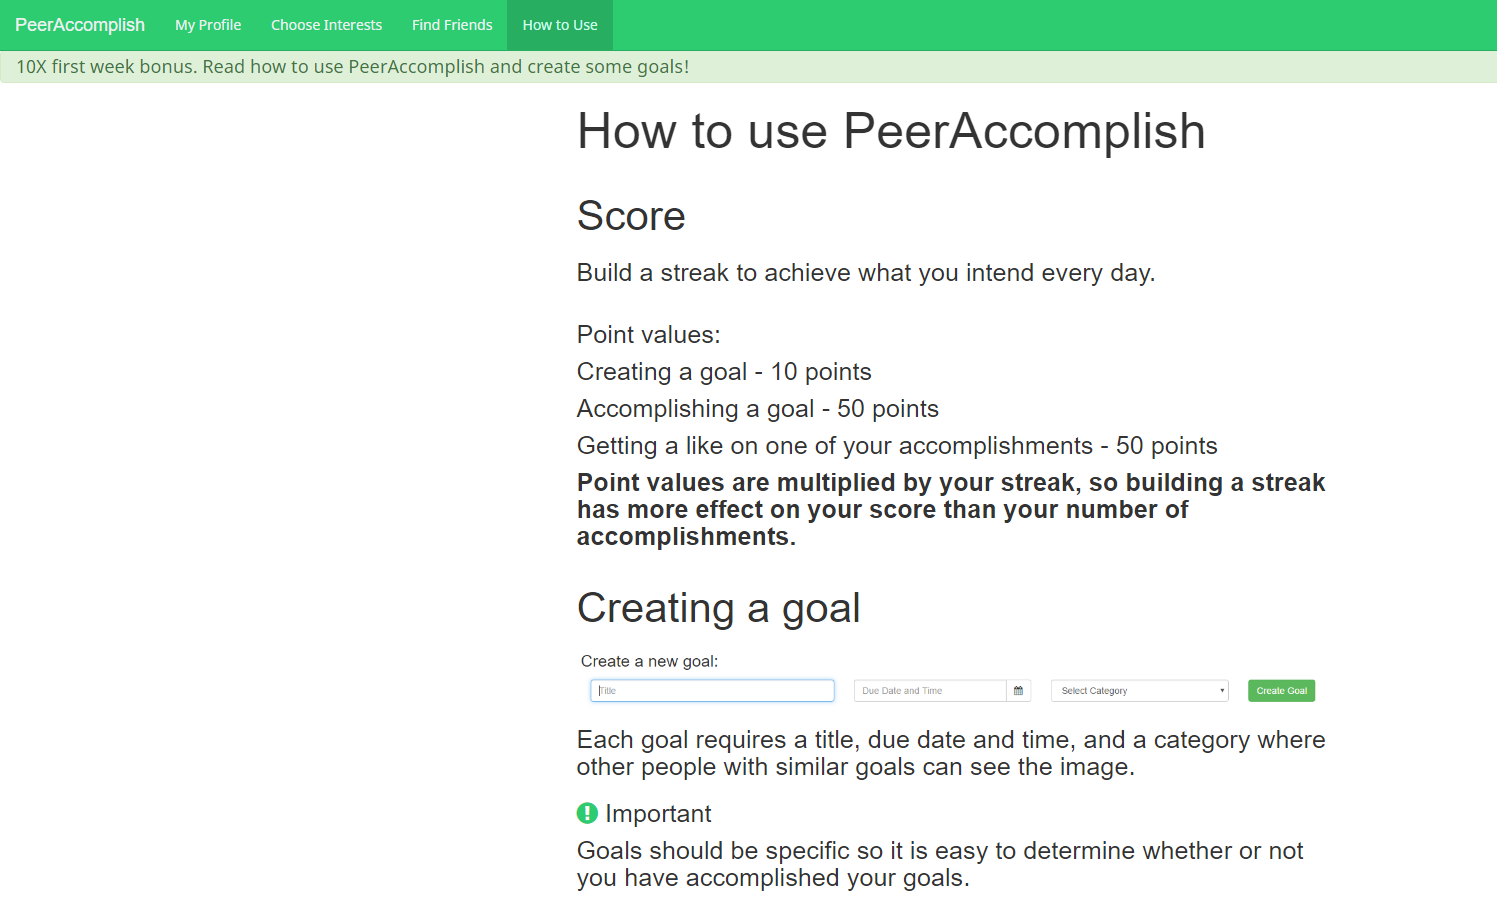 PeerAccomplish My Profile Choose Interests Find Friends How to Use
10X first week bonus. Read how to use PeerAccomplish and create some goals!
How to use PeerAccomplish
Score
Build a streak to achieve what you intend every day.
Point values:
Creating a goal - 10 points
Accomplishing a goal - 50 points
Getting a like on one of your accomplishments - 50 points
Point values are multiplied by your streak, so building a streak
has more effect on your score than your number of
accomplishments.
Creating a goal
Create a new goal:
Title Due Date and Time Select Category Create Goal
Each goal requires a title, due date and time, and a category where
other people with similar goals can see the image.
Important
Goals should be specific so it is easy to determine whether or not
you have accomplished your goals.